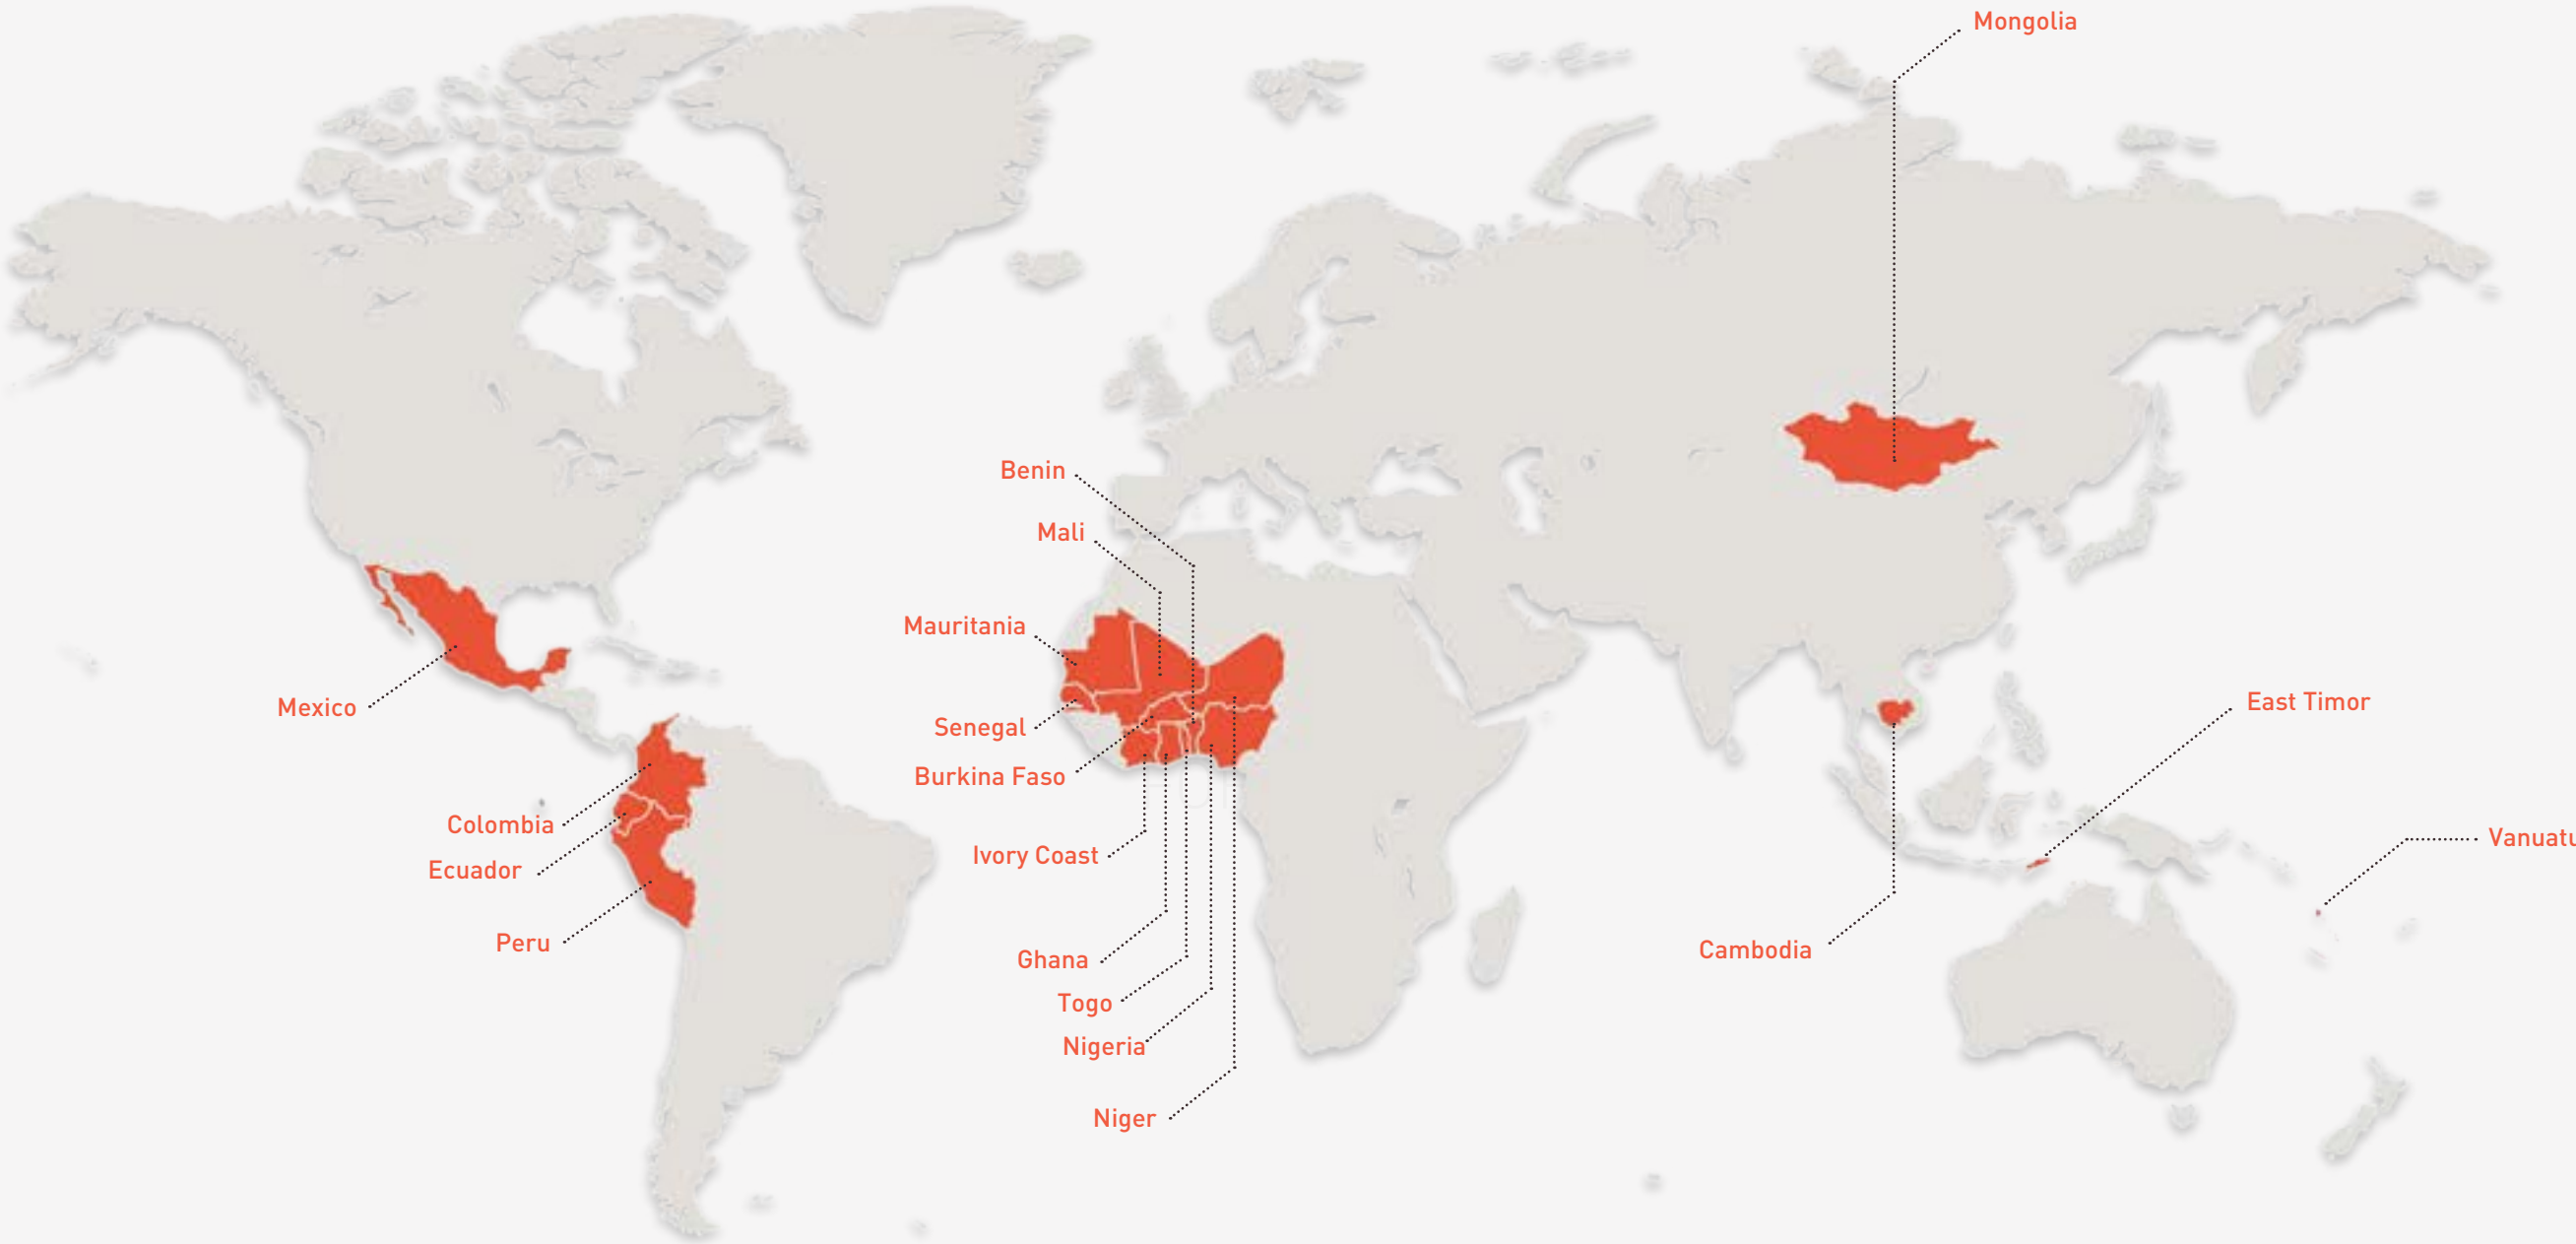 Mongolia
Benin
Mali
Mauritania
Mexico
Senegal
East Timor
Burkina Faso
Colombia
Ivory Coast
Vanuatu
Ecuador
Peru
Ghana
Cambodia
Togo
Nigeria
Niger